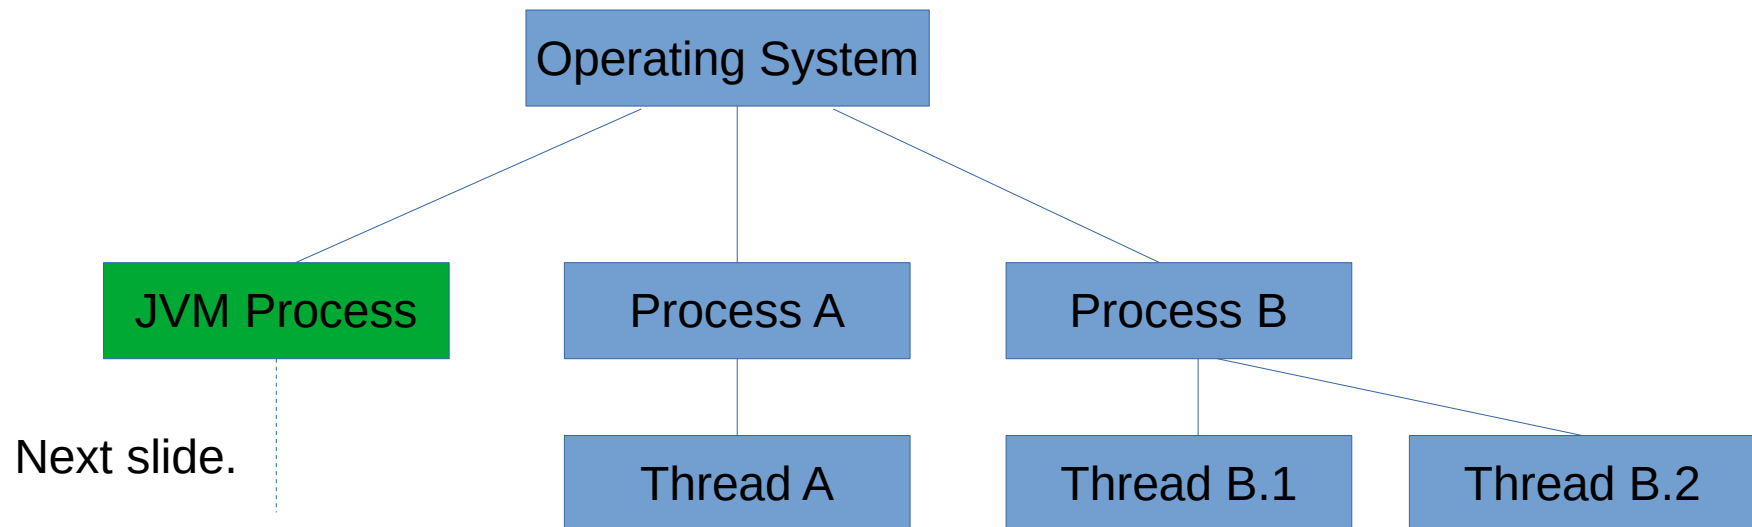 Operating System
JVM Process
Process A
Process B
Next slide.
Thread A
Thread B.1
Thread B.2